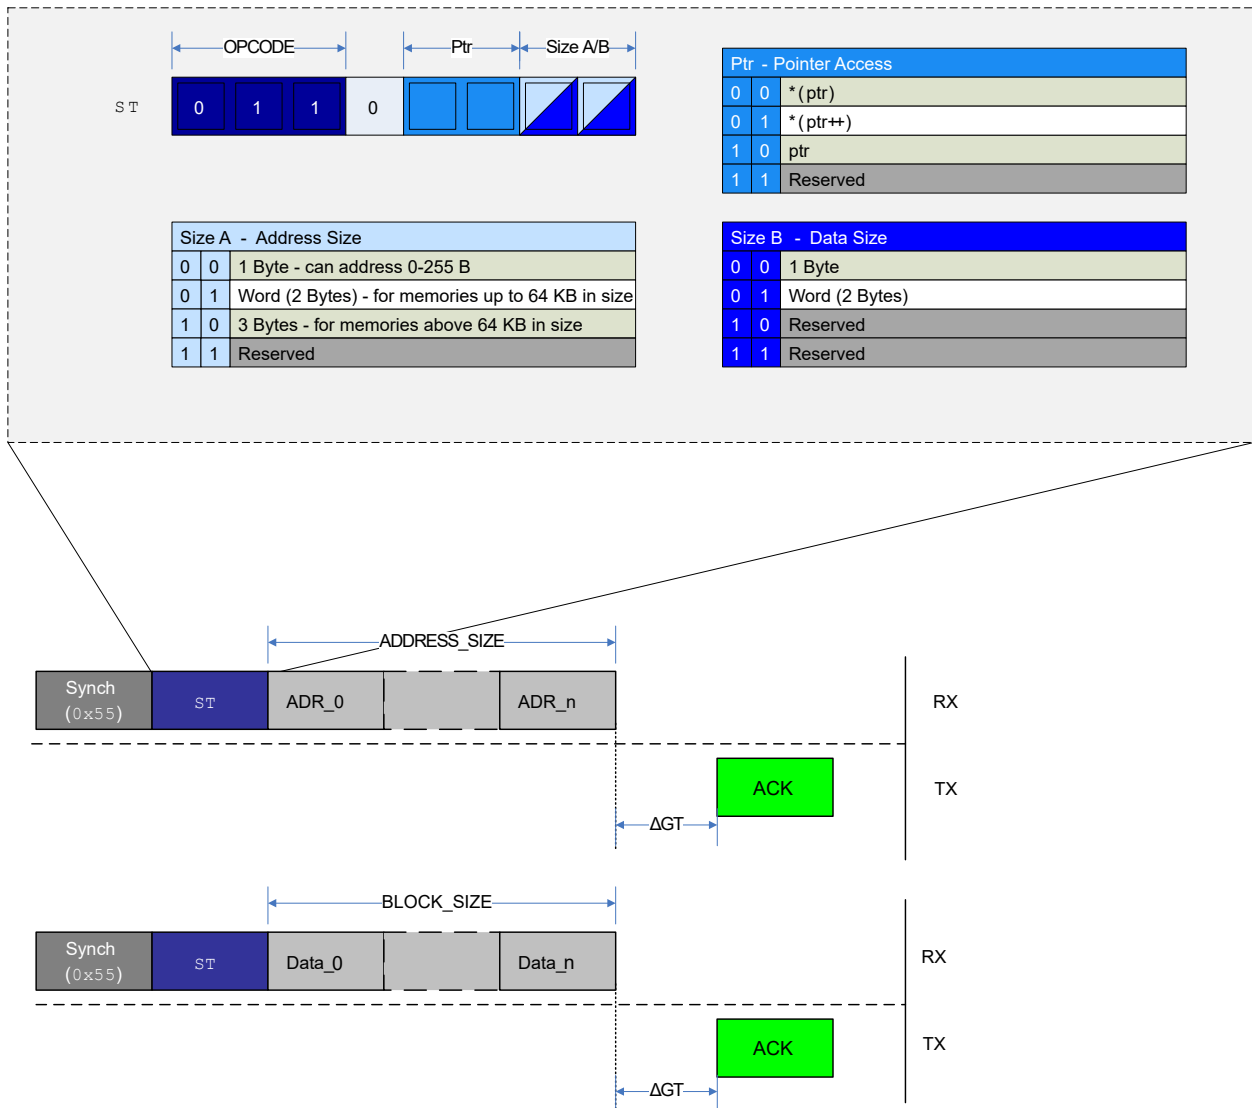 OPCODE Ptr Size A/B
ST 0 1 1 0
Ptr - Pointer Access
0 0 *(ptr)
0 1 *(ptr++)
1 0 ptr
1 1 Reserved
Size A - Address Size
0 0 1 Byte - can address 0-255 B
0 1 Word (2 Bytes) - for memories up to 64 KB in size
1 0 3 Bytes - for memories above 64 KB in size
1 1 Reserved
Size B - Data Size
0 0 1 Byte
0 1 Word (2 Bytes)
1 0 Reserved
1 1 Reserved
ADDRESS_SIZE
Synch
(0x55)
ST
ADR_0
ADR_n
RX
ACK
TX
ΔGT
BLOCK_SIZE
Synch
(0x55)
ST
Data_0
Data_n
RX
ACK
TX
ΔGT